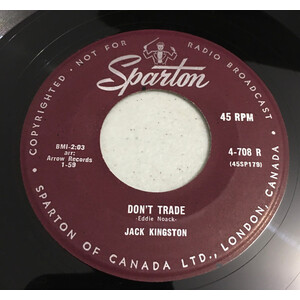 COPYRIGHTED · NOT FOR RADIO BROADCAST
Sparton
45 RPM
BMI-2:03
air:
Arrow Records
1-59
4-708 R
(45SP179)
DON'T TRADE
-Eddie Noack-
JACK KINGSTON
SPARTON OF CANADA LTD., LONDON, CANADA